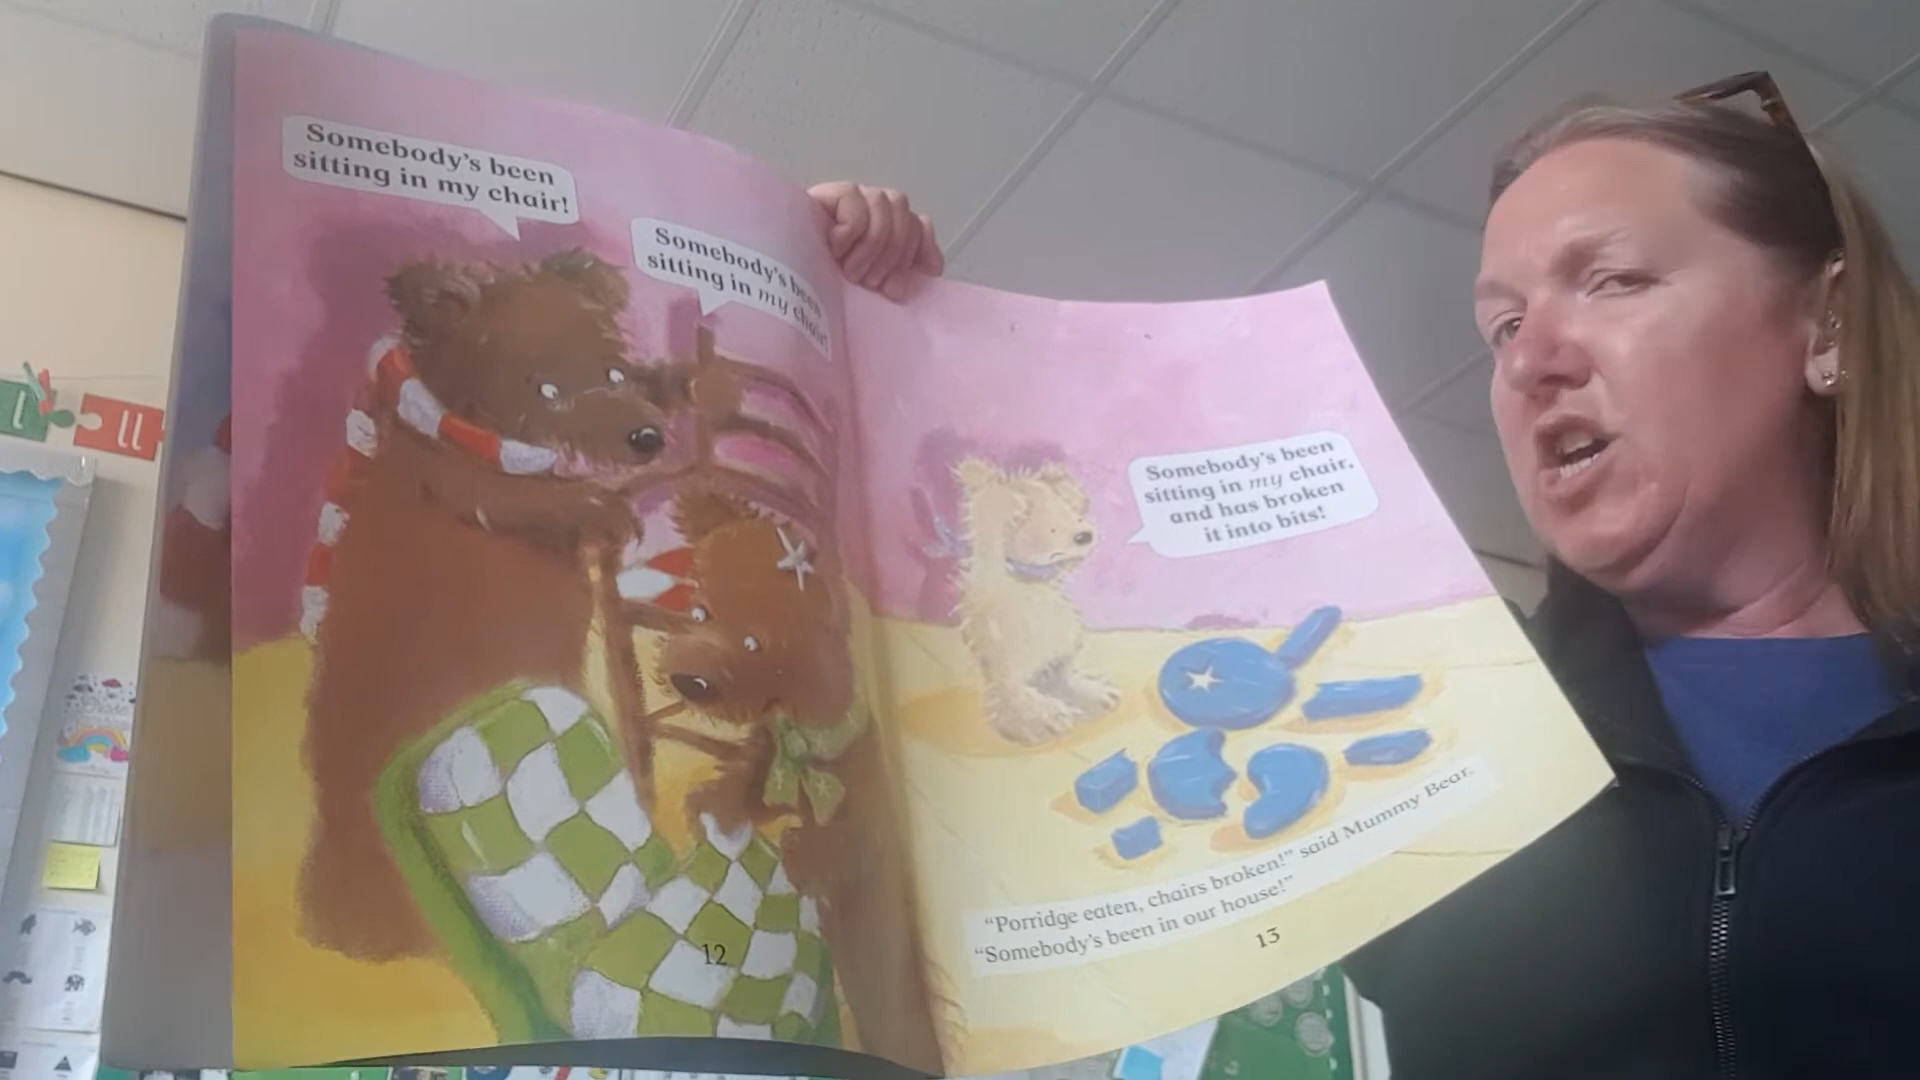 Somebody's been
sitting in my chair!
Somebody's been
sitting in my chair!
Somebody's been
sitting in my chair,
and has broken
it into bits!
"Porridge eaten, chairs broken!" said Mummy Bear.
"Somebody's been in our house!"
12
13
l
ll